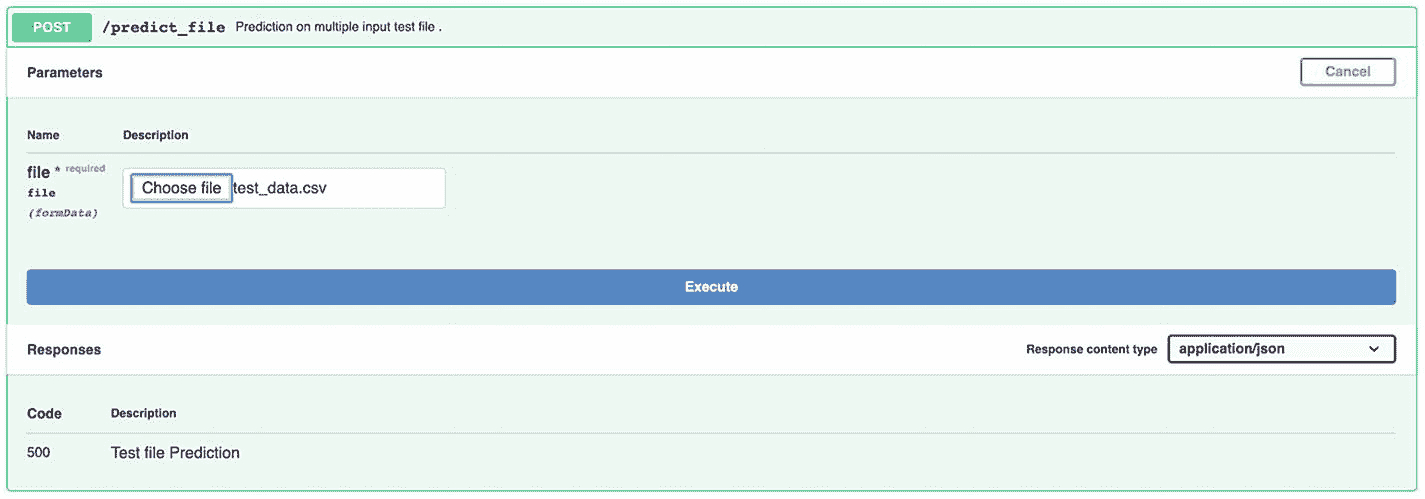 POST /predict_file Prediction on multiple input test file .
Parameters Cancel
Name Description
file * required
file
(formData)
Choose file test_data.csv
Execute
Responses Response content type application/json
Code Description
500 Test file Prediction